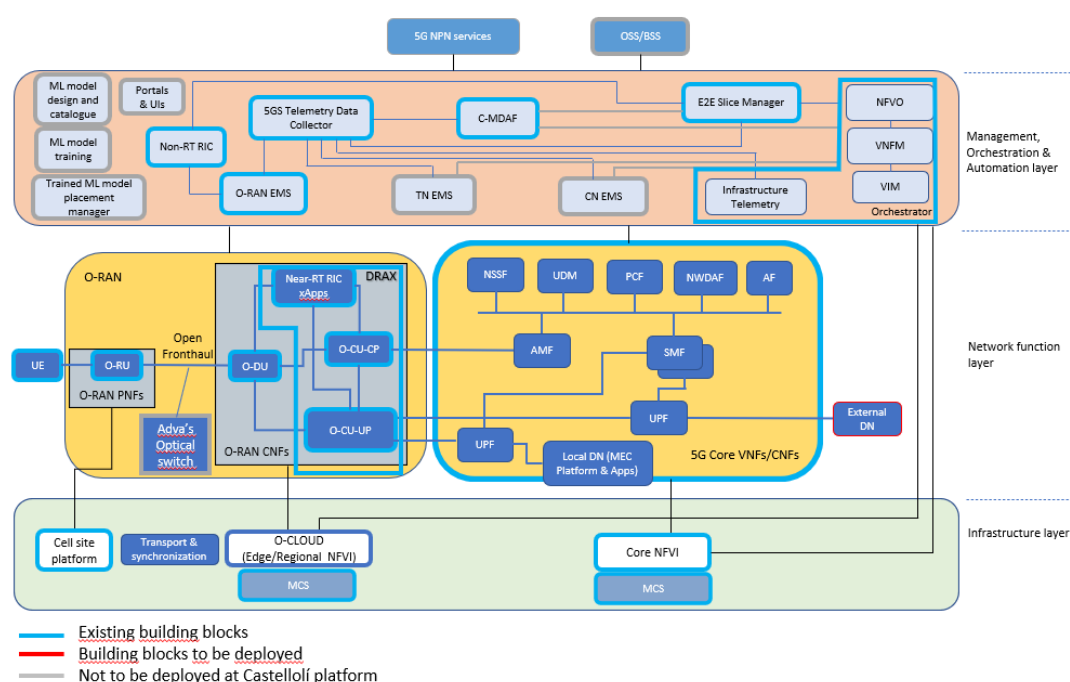 5G NPN services
OSS/BSS
ML model
design and
catalogue
Portals
& UIs
ML model
training
Trained ML model
placement
manager
Non-RT RIC
5GS Telemetry Data
Collector
O-RAN EMS
C-MDAF
TN EMS
CN EMS
E2E Slice Manager
Infrastructure
Telemetry
NFVO
VNFM
VIM
Orchestrator
Management,
Orchestration &
Automation layer
O-RAN
DRAX
Near-RT RIC
xApps
Open
Fronthaul
UE
O-RU
O-RAN PNFs
O-DU
O-CU-CP
O-CU-UP
O-RAN CNFs
Adva's
Optical
switch
NSSF
UDM
PCF
NWDAF
AF
AMF
SMF
UPF
UPF
Local DN (MEC
Platform & Apps)
5G Core VNFs/CNFs
External
DN
Network function
layer
Cell site
platform
Transport &
synchronization
O-CLOUD
(Edge/Regional NFVI)
MCS
Core NFVI
MCS
Infrastructure layer
Existing building blocks
Building blocks to be deployed
Not to be deployed at Castellolí platform